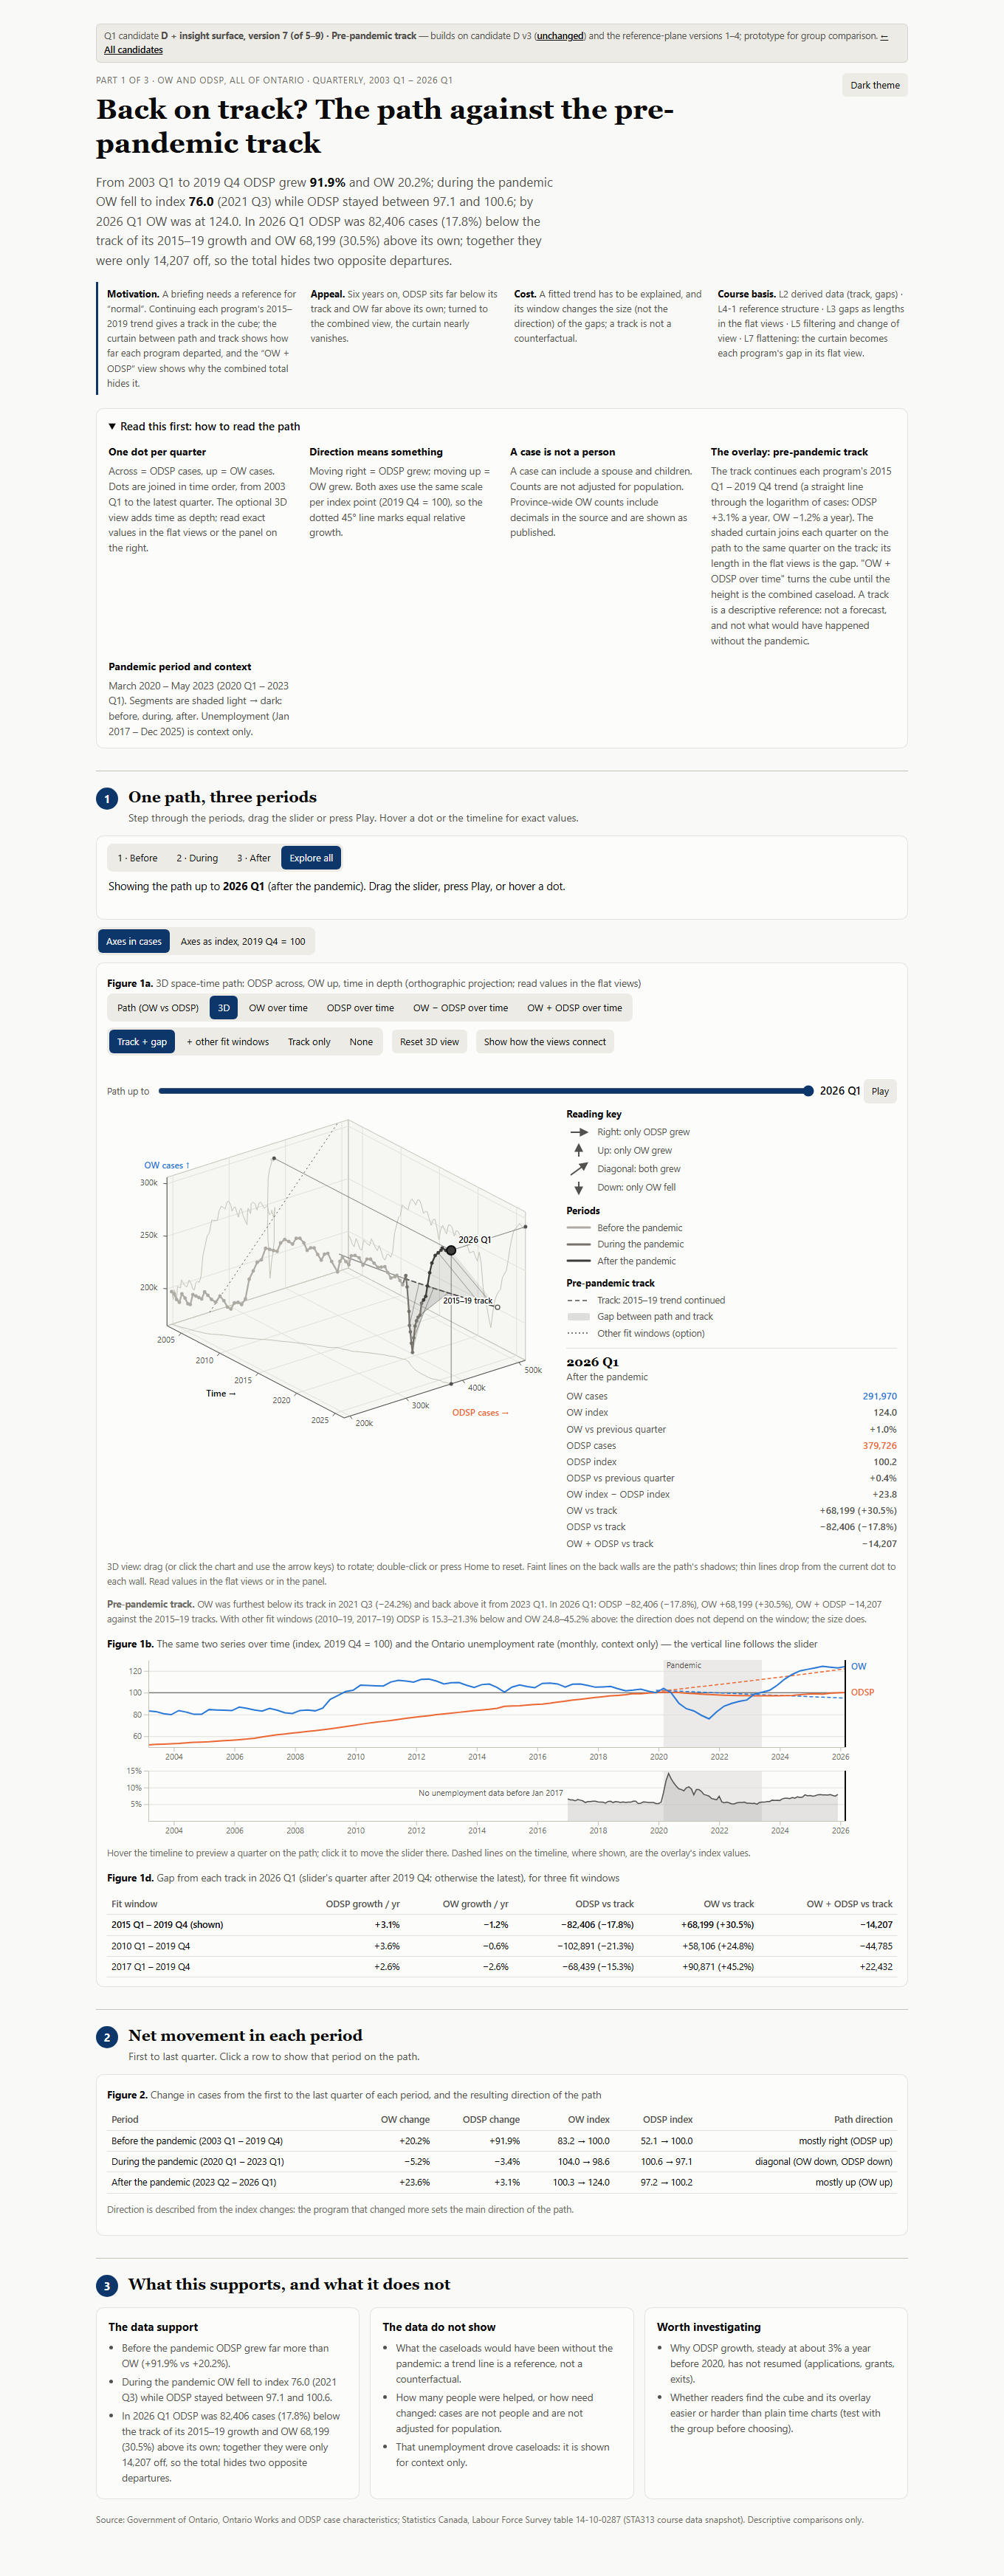 Q1 candidate D + insight surface, version 7 (of 5–9) · Pre-pandemic track — builds on candidate D v3 (unchanged) and the reference-plane versions 1–4; prototype for group comparison. ←
All candidates
PART 1 OF 3 · OW AND ODSP, ALL OF ONTARIO · QUARTERLY, 2003 Q1 – 2026 Q1
Dark theme
Back on track? The path against the pre-
pandemic track
From 2003 Q1 to 2019 Q4 ODSP grew 91.9% and OW 20.2%; during the pandemic
OW fell to index 76.0 (2021 Q3) while ODSP stayed between 97.1 and 100.6; by
2026 Q1 OW was at 124.0. In 2026 Q1 ODSP was 82,406 cases (17.8%) below the
track of its 2015–19 growth and OW 68,199 (30.5%) above its own; together they
were only 14,207 off, so the total hides two opposite departures.
Motivation. A briefing needs a reference for
"normal". Continuing each program's 2015–
2019 trend gives a track in the cube; the
curtain between path and track shows how
far each program departed, and the "OW +
ODSP" view shows why the combined total
hides it.
Appeal. Six years on, ODSP sits far below its
track and OW far above its own; turned to
the combined view, the curtain nearly
vanishes.
Cost. A fitted trend has to be explained, and
its window changes the size (not the
direction) of the gaps; a track is not a
counterfactual.
Course basis. L2 derived data (track, gaps) ·
L4-1 reference structure · L3 gaps as lengths
in the flat views · L5 filtering and change of
view · L7 flattening: the curtain becomes
each program's gap in its flat view.
▼ Read this first: how to read the path
One dot per quarter
Across = ODSP cases, up = OW cases.
Dots are joined in time order, from 2003
Q1 to the latest quarter. The optional 3D
view adds time as depth; read exact
values in the flat views or the panel on
the right.
Direction means something
Moving right = ODSP grew; moving up =
OW grew. Both axes use the same scale
per index point (2019 Q4 = 100), so the
dotted 45° line marks equal relative
growth.
A case is not a person
A case can include a spouse and children.
Counts are not adjusted for population.
Province-wide OW counts include
decimals in the source and are shown as
published.
The overlay: pre-pandemic track
The track continues each program's 2015
Q1 – 2019 Q4 trend (a straight line
through the logarithm of cases: ODSP
+3.1% a year, OW −1.2% a year). The
shaded curtain joins each quarter on the
path to the same quarter on the track; its
length in the flat views is the gap. "OW +
ODSP over time" turns the cube until the
height is the combined caseload. A track
is a descriptive reference: not a forecast,
and not what would have happened
without the pandemic.
Pandemic period and context
March 2020 – May 2023 (2020 Q1 – 2023
Q1). Segments are shaded light → dark:
before, during, after. Unemployment (Jan
2017 – Dec 2025) is context only.
1 One path, three periods
Step through the periods, drag the slider or press Play. Hover a dot or the timeline for exact values.
1 · Before 2 · During 3 · After Explore all
Showing the path up to 2026 Q1 (after the pandemic). Drag the slider, press Play, or hover a dot.
Axes in cases Axes as index, 2019 Q4 = 100
Figure 1a. 3D space-time path: ODSP across, OW up, time in depth (orthographic projection; read values in the flat views)
Path (OW vs ODSP) 3D OW over time ODSP over time OW − ODSP over time OW + ODSP over time
Track + gap + other fit windows Track only None Reset 3D view Show how the views connect
Path up to 2026 Q1 Play
OW cases ↑
300k
250k
200k
2005
2010
2015
2020
2025
Time →
200k
300k
400k
500k
ODSP cases →
2026 Q1
2015–19 track
Reading key
Right: only ODSP grew
Up: only OW grew
Diagonal: both grew
Down: only OW fell
Periods
Before the pandemic
During the pandemic
After the pandemic
Pre-pandemic track
Track: 2015–19 trend continued
Gap between path and track
Other fit windows (option)
2026 Q1
After the pandemic
OW cases 291,970
OW index 124.0
OW vs previous quarter +1.0%
ODSP cases 379,726
ODSP index 100.2
ODSP vs previous quarter +0.4%
OW index − ODSP index +23.8
OW vs track +68,199 (+30.5%)
ODSP vs track −82,406 (−17.8%)
OW + ODSP vs track −14,207
3D view: drag (or click the chart and use the arrow keys) to rotate; double-click or press Home to reset. Faint lines on the back walls are the path's shadows; thin lines drop from the current dot to
each wall. Read values in the flat views or in the panel.
Pre-pandemic track. OW was furthest below its track in 2021 Q3 (−24.2%) and back above it from 2023 Q1. In 2026 Q1: ODSP −82,406 (−17.8%), OW +68,199 (+30.5%), OW + ODSP −14,207
against the 2015–19 tracks. With other fit windows (2010–19, 2017–19) ODSP is 15.3–21.3% below and OW 24.8–45.2% above: the direction does not depend on the window; the size does.
Figure 1b. The same two series over time (index, 2019 Q4 = 100) and the Ontario unemployment rate (monthly, context only) — the vertical line follows the slider
120
100
80
60
Pandemic
OW
ODSP
2004 2006 2008 2010 2012 2014 2016 2018 2020 2022 2024 2026
15%
10%
5%
No unemployment data before Jan 2017
2004 2006 2008 2010 2012 2014 2016 2018 2020 2022 2024 2026
Hover the timeline to preview a quarter on the path; click it to move the slider there. Dashed lines on the timeline, where shown, are the overlay's index values.
Figure 1d. Gap from each track in 2026 Q1 (slider's quarter after 2019 Q4; otherwise the latest), for three fit windows
Fit window ODSP growth / yr OW growth / yr ODSP vs track OW vs track OW + ODSP vs track
2015 Q1 – 2019 Q4 (shown) +3.1% −1.2% −82,406 (−17.8%) +68,199 (+30.5%) −14,207
2010 Q1 – 2019 Q4 +3.6% −0.6% −102,891 (−21.3%) +58,106 (+24.8%) −44,785
2017 Q1 – 2019 Q4 +2.6% −2.6% −68,439 (−15.3%) +90,871 (+45.2%) +22,432
2 Net movement in each period
First to last quarter. Click a row to show that period on the path.
Figure 2. Change in cases from the first to the last quarter of each period, and the resulting direction of the path
Period OW change ODSP change OW index ODSP index Path direction
Before the pandemic (2003 Q1 – 2019 Q4) +20.2% +91.9% 83.2 → 100.0 52.1 → 100.0 mostly right (ODSP up)
During the pandemic (2020 Q1 – 2023 Q1) −5.2% −3.4% 104.0 → 98.6 100.6 → 97.1 diagonal (OW down, ODSP down)
After the pandemic (2023 Q2 – 2026 Q1) +23.6% +3.1% 100.3 → 124.0 97.2 → 100.2 mostly up (OW up)
Direction is described from the index changes: the program that changed more sets the main direction of the path.
3 What this supports, and what it does not
The data support
• Before the pandemic ODSP grew far more than
OW (+91.9% vs +20.2%).
• During the pandemic OW fell to index 76.0 (2021
Q3) while ODSP stayed between 97.1 and 100.6.
• In 2026 Q1 ODSP was 82,406 cases (17.8%) below
the track of its 2015–19 growth and OW 68,199
(30.5%) above its own; together they were only
14,207 off, so the total hides two opposite
departures.
The data do not show
• What the caseloads would have been without the
pandemic: a trend line is a reference, not a
counterfactual.
• How many people were helped, or how need
changed: cases are not people and are not
adjusted for population.
• That unemployment drove caseloads: it is shown
for context only.
Worth investigating
• Why ODSP growth, steady at about 3% a year
before 2020, has not resumed (applications, grants,
exits).
• Whether readers find the cube and its overlay
easier or harder than plain time charts (test with
the group before choosing).
Source: Government of Ontario, Ontario Works and ODSP case characteristics; Statistics Canada, Labour Force Survey table 14-10-0287 (STA313 course data snapshot). Descriptive comparisons only.